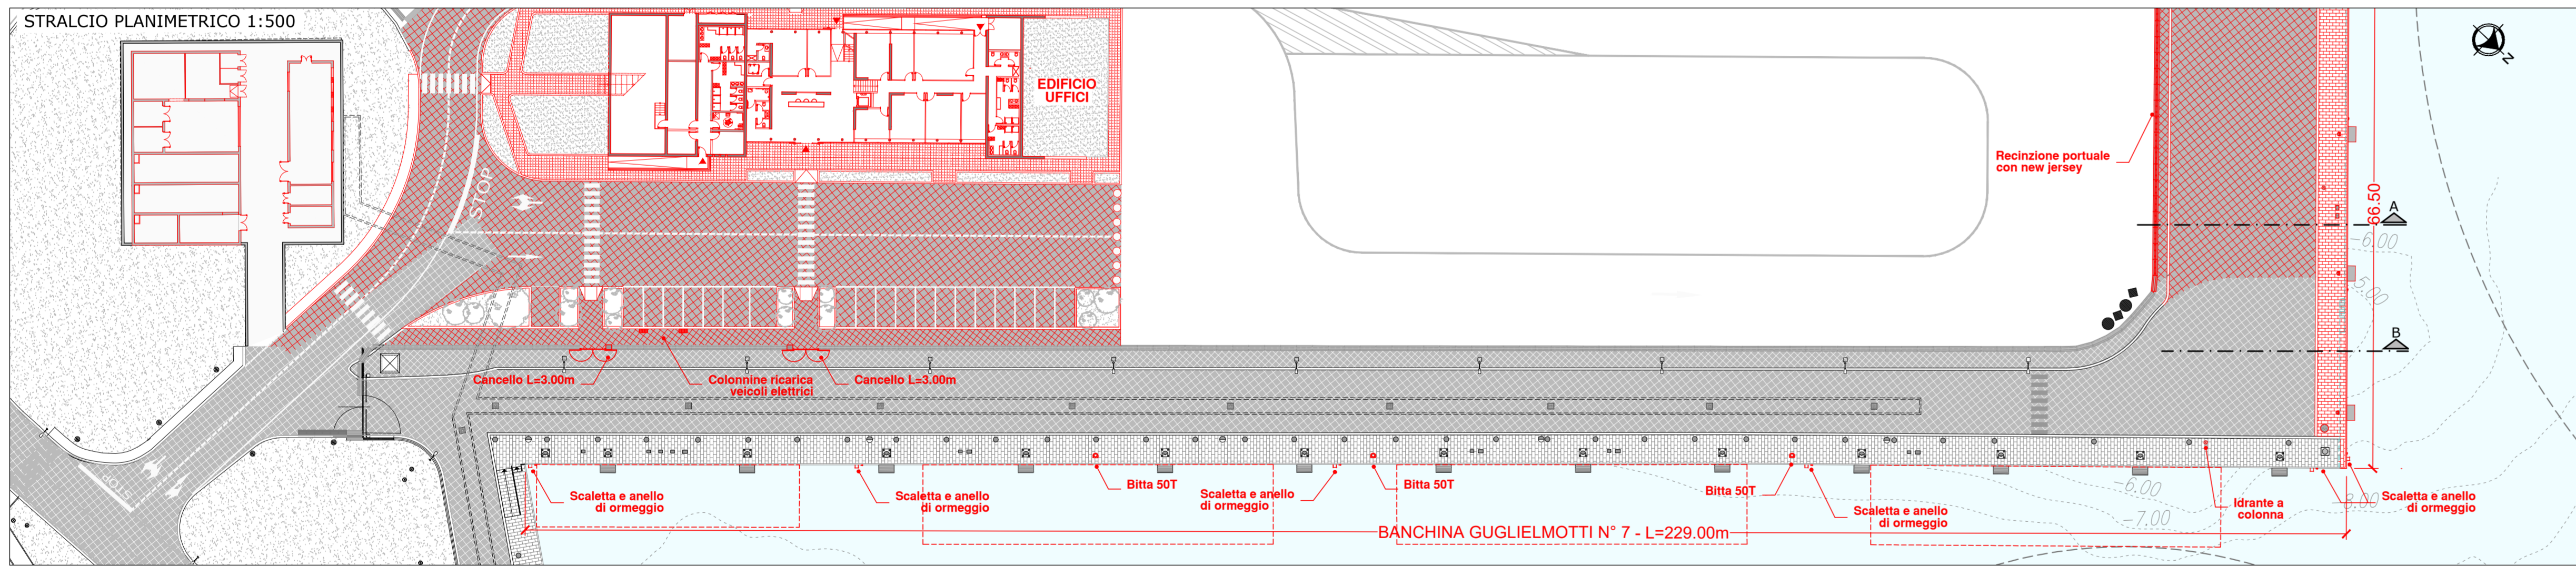 STRALCIO PLANIMETRICO 1:500
N
EDIFICIO
UFFICI
STOP
Recinzione portuale
con new jersey
66.50
A
-6.00
-5.00
B
Cancello L=3.00m
Colonnine ricarica
veicoli elettrici
Cancello L=3.00m
STOP
Scaletta e anello
di ormeggio
Scaletta e anello
di ormeggio
Bitta 50T
Scaletta e anello
di ormeggio
Bitta 50T
Bitta 50T
Scaletta e anello
di ormeggio
-6.00
-7.00
Idrante a
colonna
-8.00
Scaletta e anello
di ormeggio
BANCHINA GUGLIELMOTTI N° 7 - L=229.00m